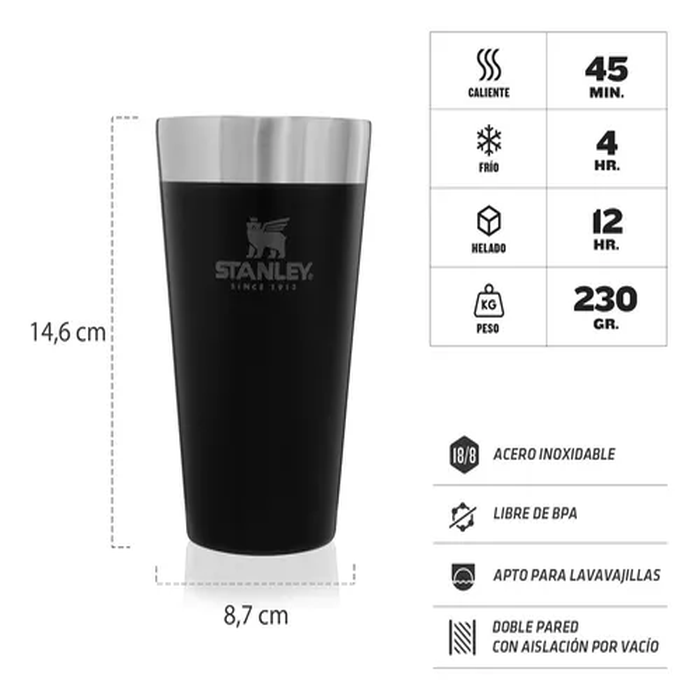 CALIENTE
45
MIN.
FRÍO
4
HR.
HELADO
12
HR.
KG
PESO
230
GR.
STANLEY®
SINCE 1913
14,6 cm
8,7 cm
18/8 ACERO INOXIDABLE
LIBRE DE BPA
APTO PARA LAVAVAJILLAS
DOBLE PARED
CON AISLACIÓN POR VACÍO